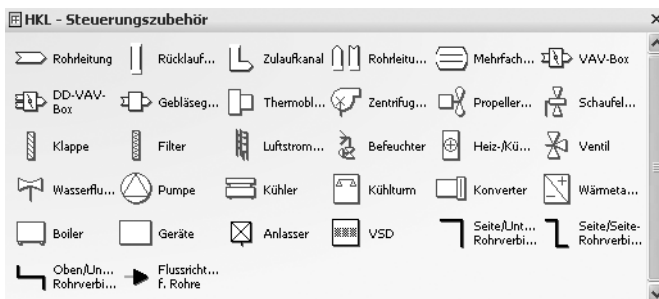 HKL - Steuerungszubehör
Rohrleitung
Rücklauf...
Zulaufkanal
Rohrleitu...
Mehrfach...
VAV-Box
DD-VAV-
Box
Gebläseg...
Thermobl...
Zentrifug...
Propeller...
Schaufel...
Klappe
Filter
Luftstrom...
Befeuchter
Heiz-/Kü...
Ventil
Wasserflu...
Pumpe
Kühler
Kühlturm
Konverter
Wärmeta...
Boiler
Geräte
Anlasser
VSD
Seite/Unt...
Rohrverbi...
Seite/Seite-
Rohrverbi...
Oben/Un...
Rohrverbi...
Flussricht...
f. Rohre